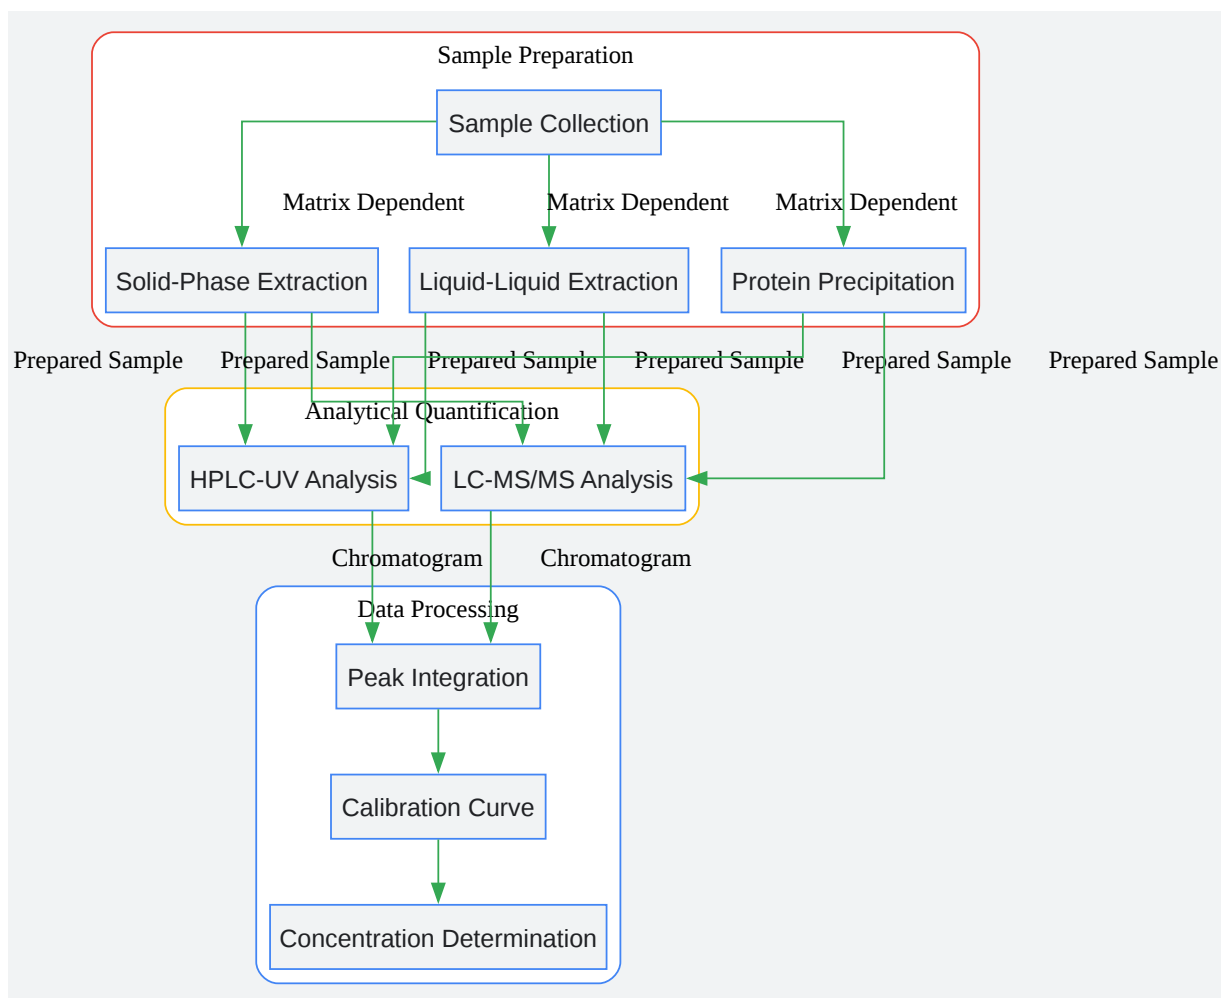 Sample Preparation
Sample Collection
Matrix Dependent
Matrix Dependent
Matrix Dependent
Solid-Phase Extraction
Liquid-Liquid Extraction
Protein Precipitation
Prepared Sample
Prepared Sample
Prepared Sample
Prepared Sample
Prepared Sample
Prepared Sample
Analytical Quantification
HPLC-UV Analysis
LC-MS/MS Analysis
Chromatogram
Chromatogram
Data Processing
Peak Integration
Calibration Curve
Concentration Determination